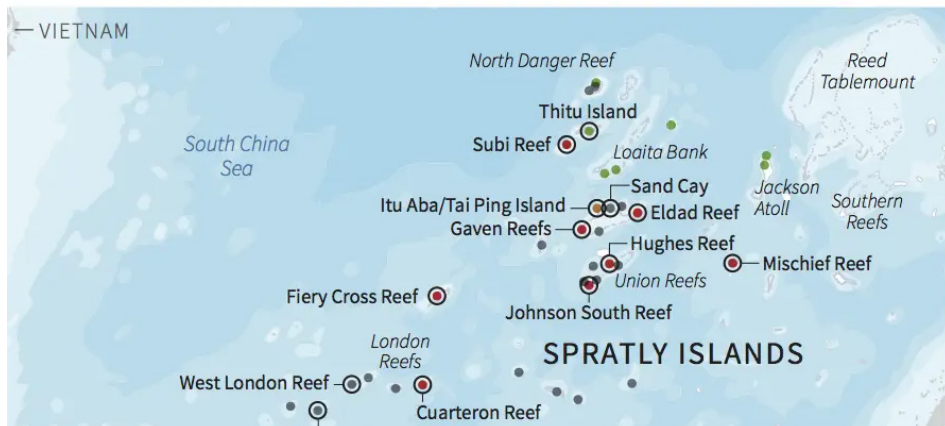 VIETNAM
North Danger Reef
Reed
Tablemount
Thitu Island
Subi Reef
South China
Sea
Loaita Bank
Sand Cay
Jackson
Atoll
Southern
Reefs
Itu Aba/Tai Ping Island
Eldad Reef
Gaven Reefs
Hughes Reef
Mischief Reef
Union Reefs
Fiery Cross Reef
Johnson South Reef
London
Reefs
SPRATLY ISLANDS
West London Reef
Cuarteron Reef